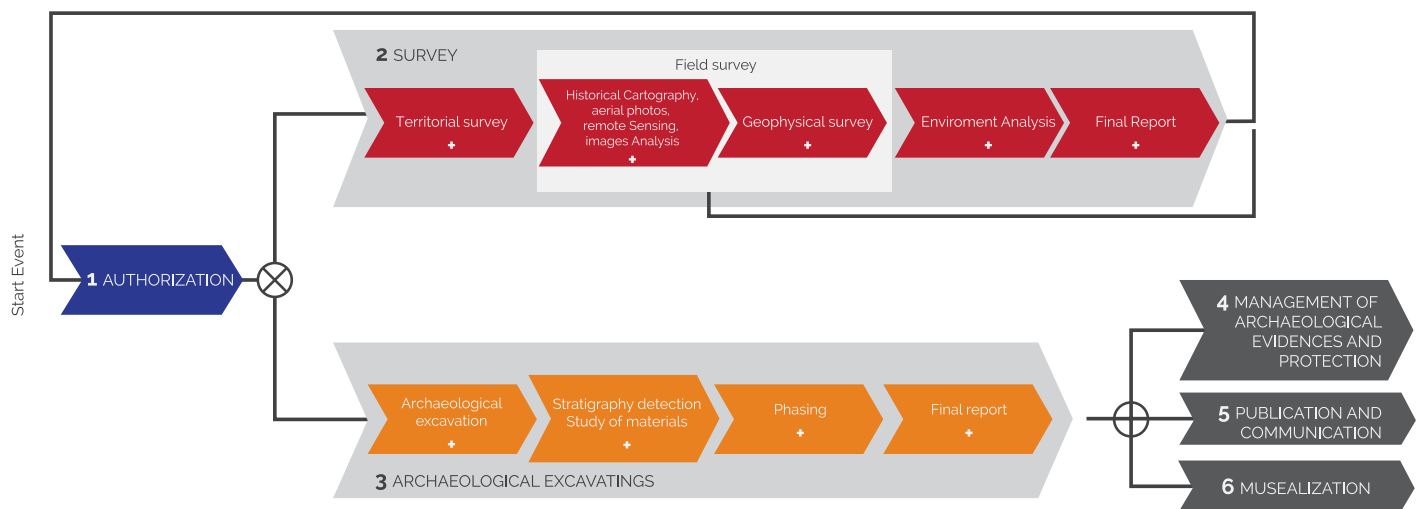 2 SURVEY
Field survey
Territorial survey
+
Historical Cartography,
aerial photos,
remote Sensing,
images Analysis
+
Geophysical survey
+
Enviroment Analysis
+
Final Report
+
Start Event
1 AUTHORIZATION
Archaeological
excavation
+
Stratigraphy detection
Study of materials
+
Phasing
+
Final report
+
3 ARCHAEOLOGICAL EXCAVATINGS
4 MANAGEMENT OF
ARCHAEOLOGICAL
EVIDENCES AND
PROTECTION
5 PUBLICATION AND
COMMUNICATION
6 MUSEALIZATION